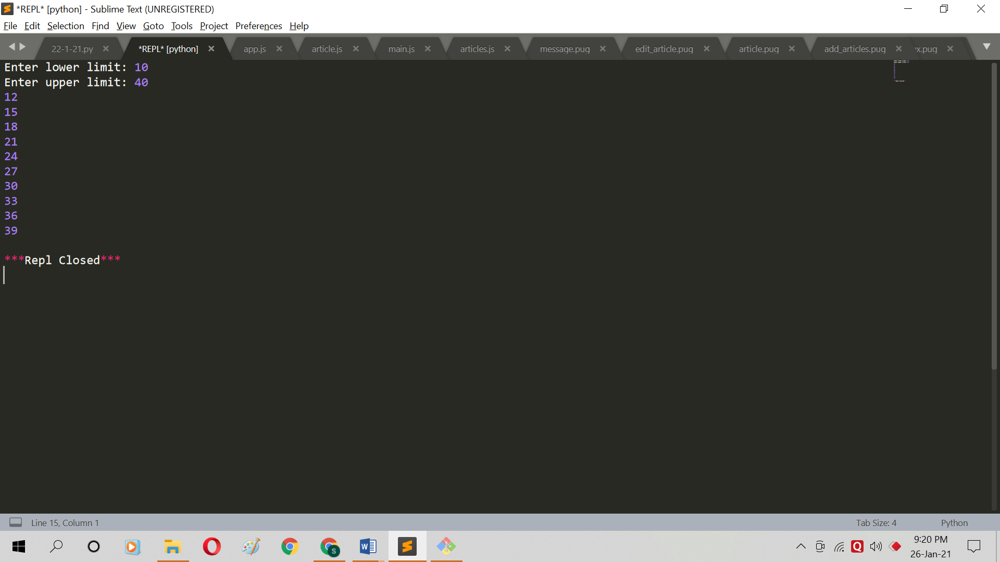 *REPL* [python] - Sublime Text (UNREGISTERED)
File Edit Selection Find View Goto Tools Project Preferences Help
22-1-21.py *REPL* [python] app.js article.js main.js articles.js message.pug edit_article.pug article.pug add_articles.pug x.pug
Enter lower limit: 10
Enter upper limit: 40
12
15
18
21
24
27
30
33
36
39
***Repl Closed***
Line 15, Column 1 Tab Size: 4 Python
9:20 PM
26-Jan-21